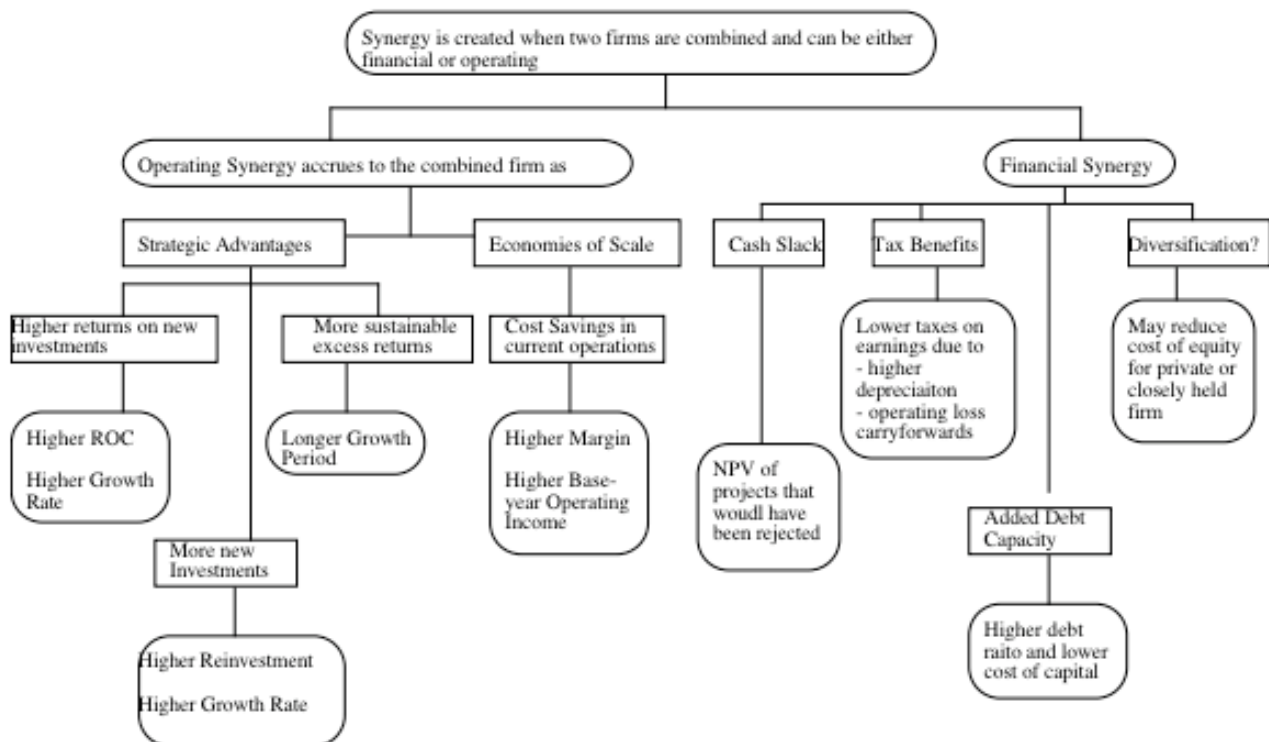 Synergy is created when two firms are combined and can be either
financial or operating
Operating Synergy accrues to the combined firm as
Financial Synergy
Strategic Advantages
Economies of Scale
Cash Slack
Tax Benefits
Diversification?
Higher returns on new
investments
More sustainable
excess returns
Cost Savings in
current operations
Lower taxes on
earnings due to
- higher
depreciaiton
- operating loss
carryforwards
May reduce
cost of equity
for private or
closely held
firm
Higher ROC
Higher Growth
Rate
Longer Growth
Period
Higher Margin
Higher Base-
year Operating
Income
NPV of
projects that
woudl have
been rejected
Added Debt
Capacity
More new
Investments
Higher Reinvestment
Higher Growth Rate
Higher debt
raito and lower
cost of capital